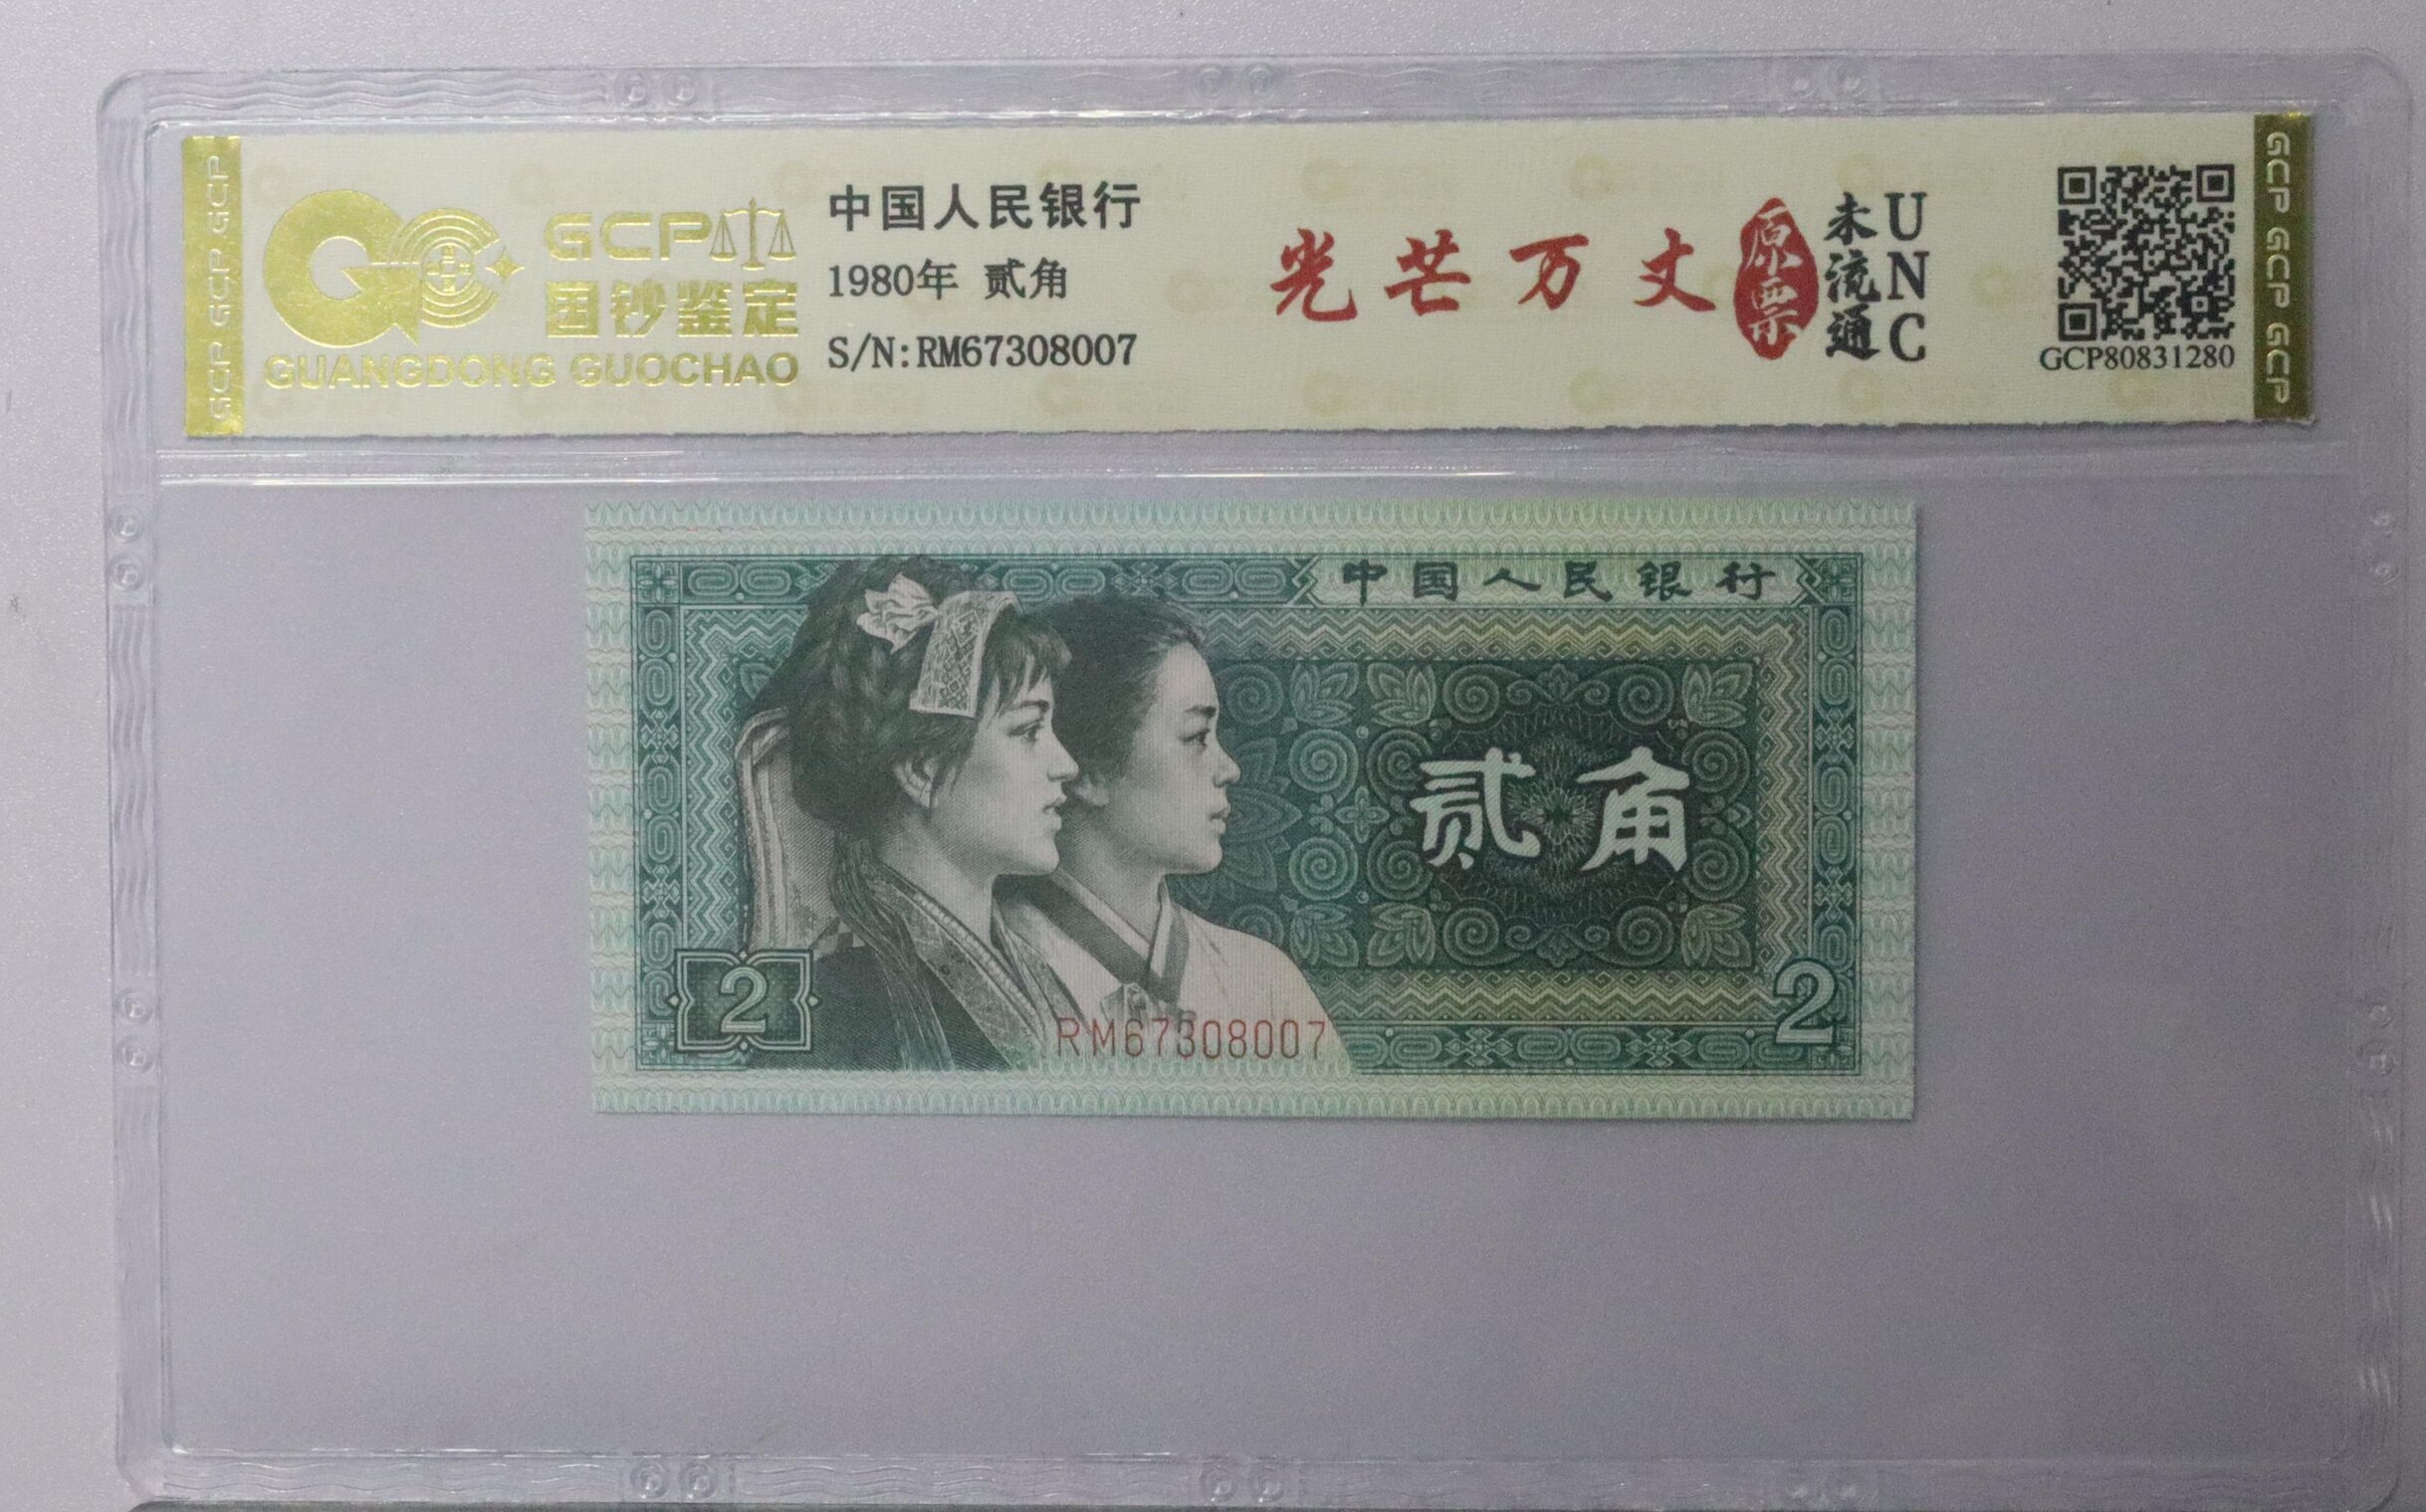 GCP GCP GCP
GCP
国钞鉴定
GUANGDONG GUOCHAO
中国人民银行
1980年 贰角
S/N:RM67308007
光芒万丈
原票
未流通
UNC
GCP80831280
GCP GCP GCP
中国人民银行
贰角
2
RM67308007
2